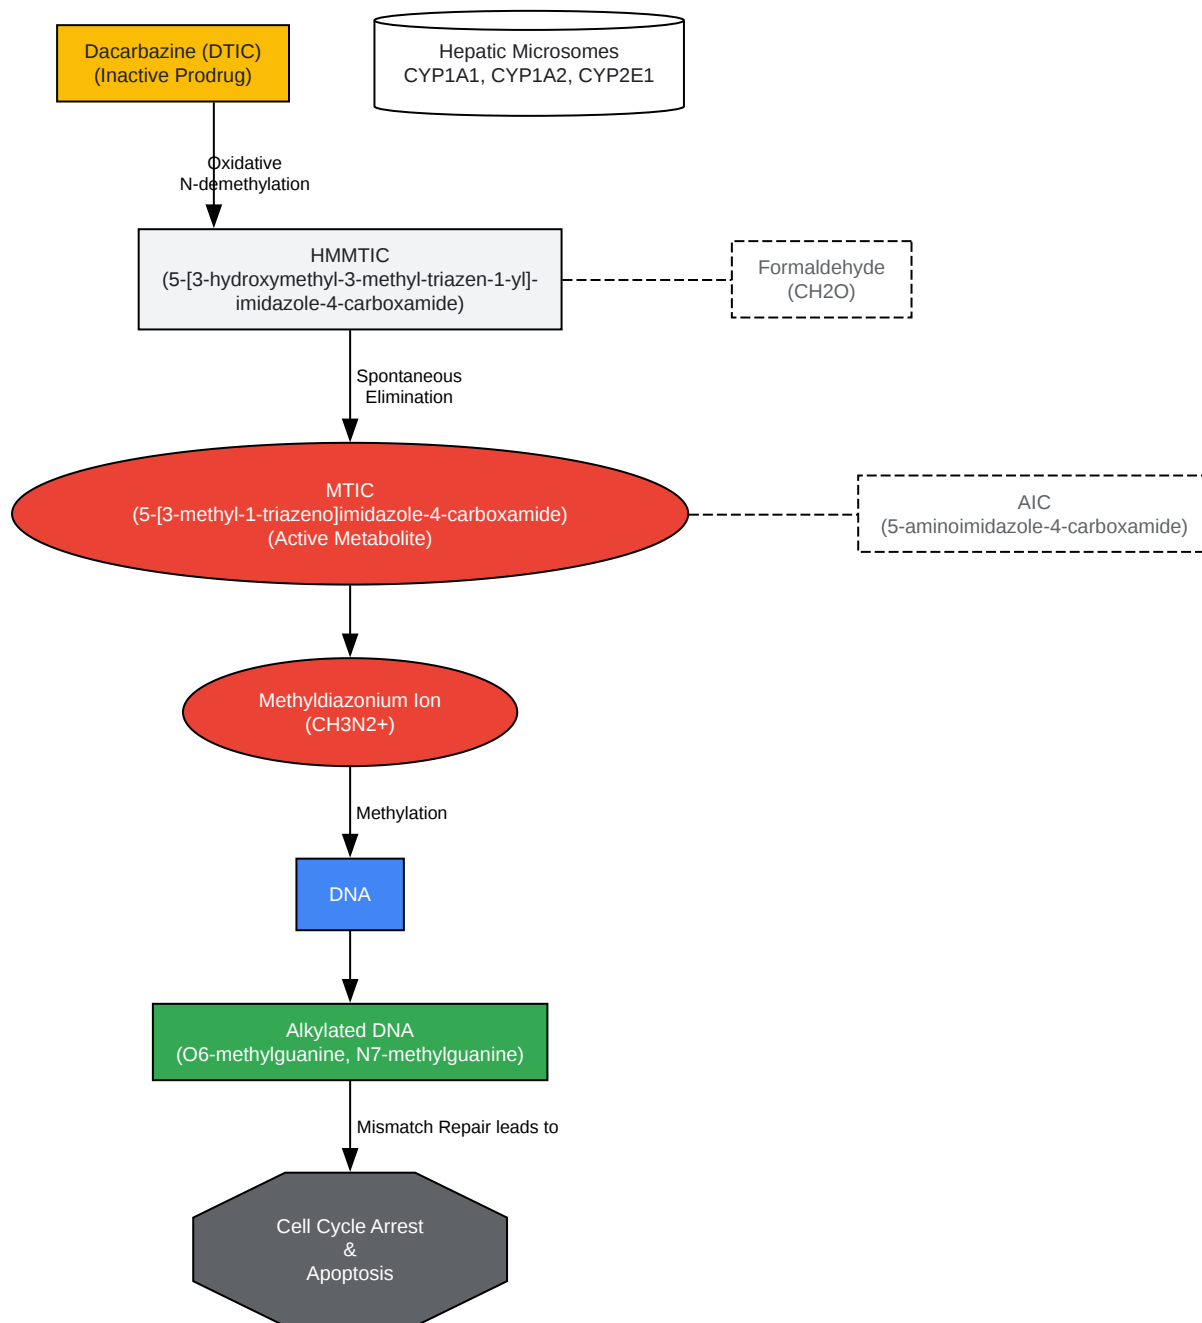 Dacarbazine (DTIC)
(Inactive Prodrug)
Hepatic Microsomes
CYP1A1, CYP1A2, CYP2E1
Oxidative
N-demethylation
HMMTIC
(5-[3-hydroxymethyl-3-methyl-triazen-1-yl]-
imidazole-4-carboxamide)
Formaldehyde
(CH2O)
Spontaneous
Elimination
MTIC
(5-[3-methyl-1-triazeno]imidazole-4-carboxamide)
(Active Metabolite)
AIC
(5-aminoimidazole-4-carboxamide)
Methyldiazonium Ion
(CH3N2+)
Methylation
DNA
Alkylated DNA
(O6-methylguanine, N7-methylguanine)
Mismatch Repair leads to
Cell Cycle Arrest
&
Apoptosis